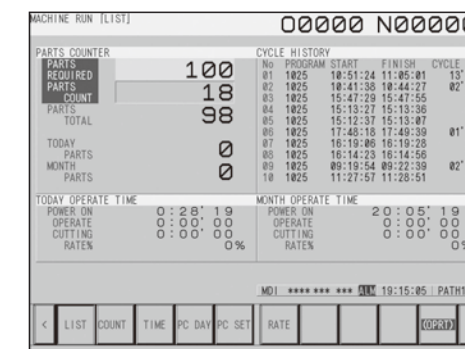 MACHINE RUN [LIST]
O0000 N0000
PARTS COUNTER
PARTS REQUIRED 100
PARTS COUNT 18
PARTS TOTAL 98
TODAY PARTS 0
MONTH PARTS 0
CYCLE HISTORY
No PROGRAM START FINISH CYCLE
01 1025 10:51:24 11:05:01 13'
02 1025 10:41:38 10:44:27 02'
03 1025 15:47:29 15:47:55
04 1025 15:13:27 15:13:36
05 1025 15:12:37 15:13:07
06 1025 17:48:18 17:49:39 01'
07 1025 16:19:06 16:19:28
08 1025 16:14:23 16:14:56
09 1025 09:19:54 09:22:39 02'
10 1025 11:27:57 11:28:51
TODAY OPERATE TIME
POWER ON 0:28' 19
OPERATE 0:00' 00
CUTTING 0:00' 00
RATE% 0%
MONTH OPERATE TIME
POWER ON 20:05' 19
OPERATE 0:00' 00
CUTTING 0:00' 00
RATE%
MDI **** *** *** ALM 19:15:05 PATH1
< LIST COUNT TIME PC DAY PC SET RATE (OPRT)